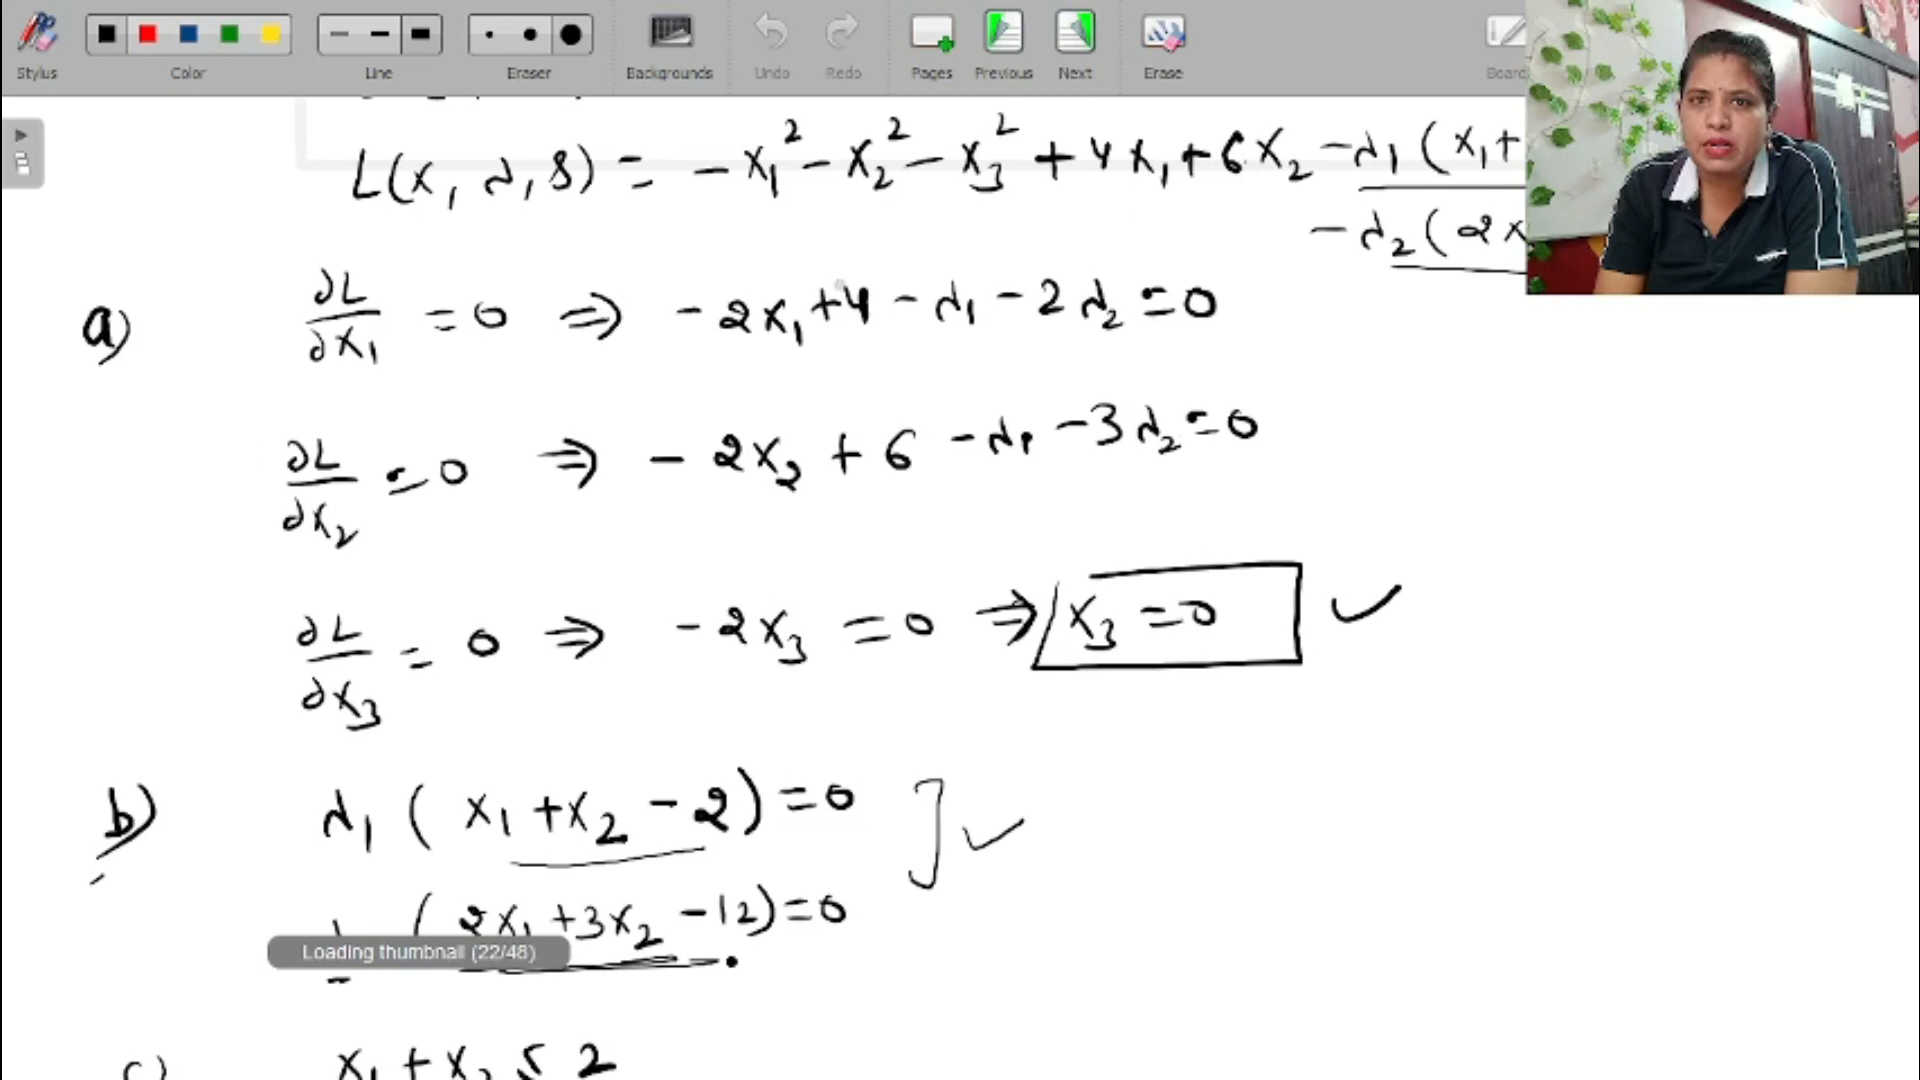 Stylus Color Line Eraser Backgrounds Undo Redo Pages Previous Next Erase Board
L(x, λ, s) = -x₁² - x₂² - x₃² + 4x₁ + 6x₂ - λ₁(x₁+
- λ₂(2x
a) ∂L/∂x₁ = 0 ⇒ -2x₁ + 4 - λ₁ - 2λ₂ = 0
∂L/∂x₂ = 0 ⇒ -2x₂ + 6 - λ₁ - 3λ₂ = 0
∂L/∂x₃ = 0 ⇒ -2x₃ = 0 ⇒ x₃ = 0 ✓
b) λ₁(x₁ + x₂ - 2) = 0 ] ✓
(2x₁ + 3x₂ - 12) = 0
Loading thumbnail (22/48)
c) x₁ + x₂ ≤ 2